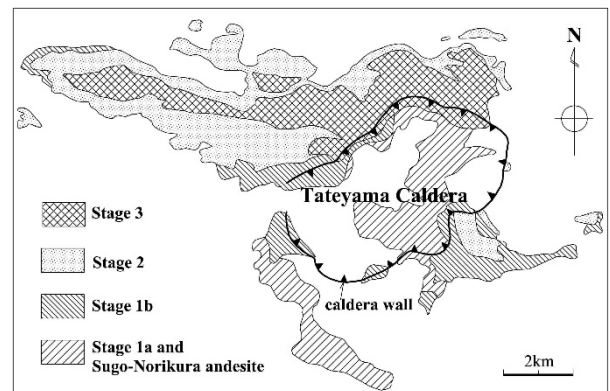 N
Tateyama Caldera
Stage 3
Stage 2
Stage 1b
caldera wall
Stage 1a and
Sugo-Norikura andesite
2km